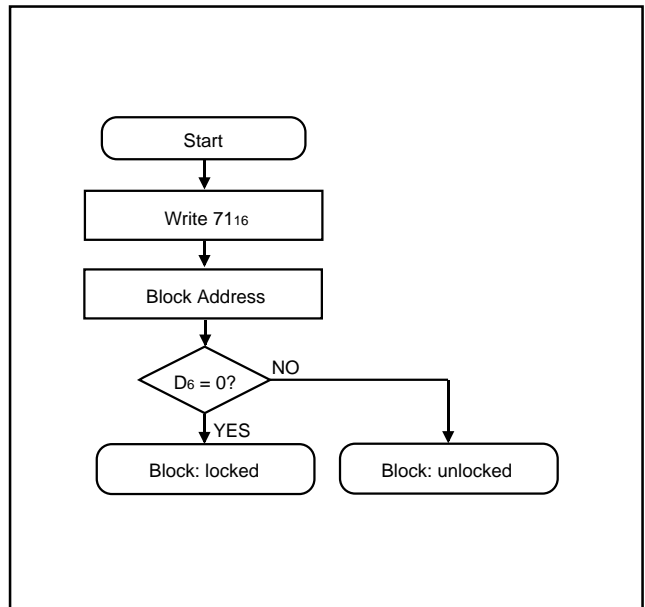 Start
Write 71₁₆
Block Address
D₆ = 0?
NO
YES
Block: locked
Block: unlocked